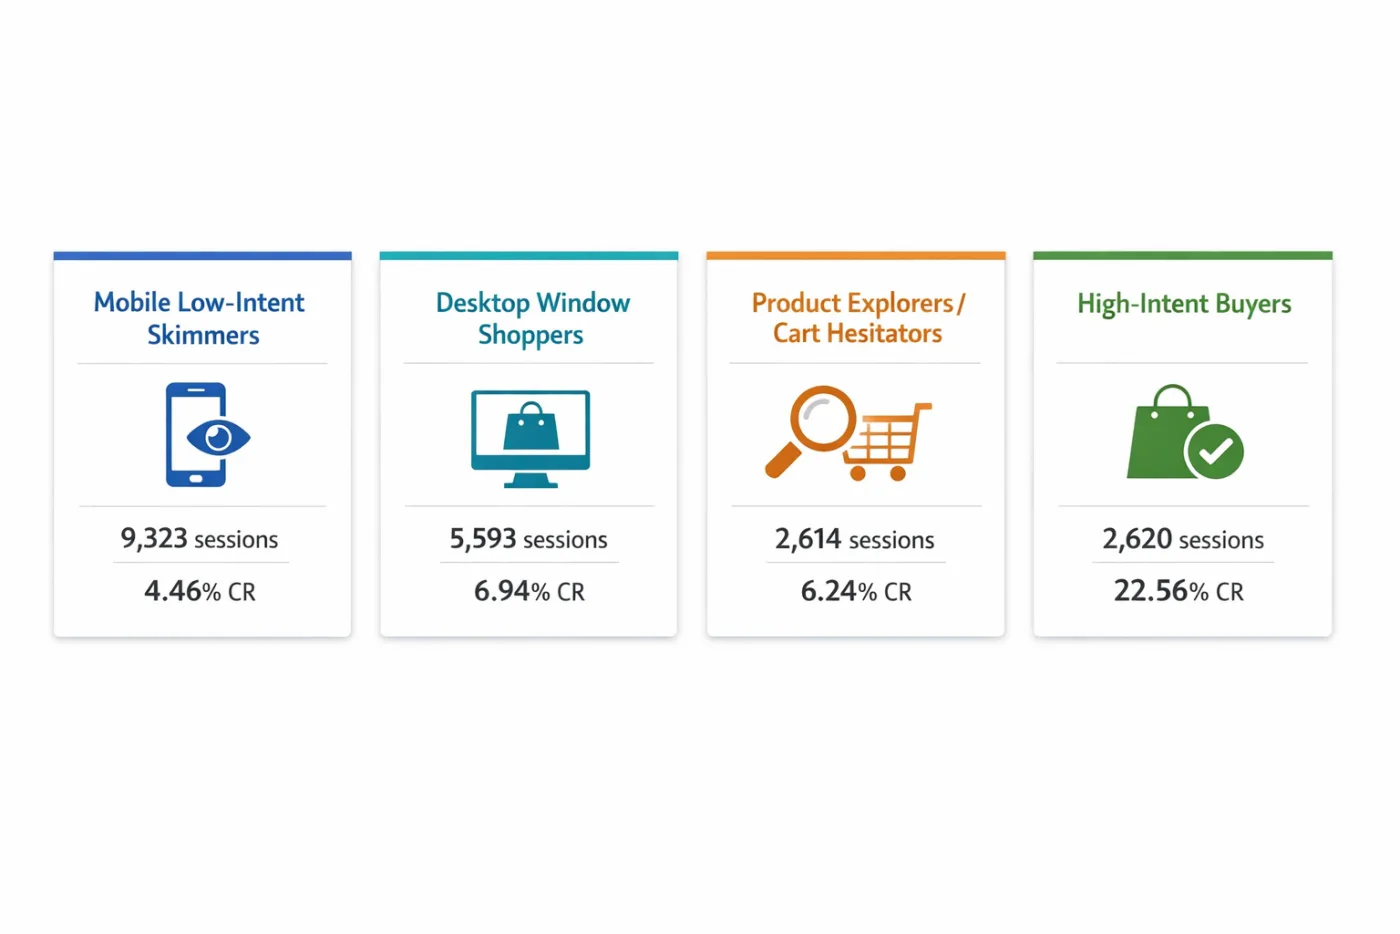 Mobile Low-Intent
Skimmers
9,323 sessions
4.46% CR
Desktop Window
Shoppers
5,593 sessions
6.94% CR
Product Explorers/
Cart Hesitators
2,614 sessions
6.24% CR
High-Intent Buyers
2,620 sessions
22.56% CR